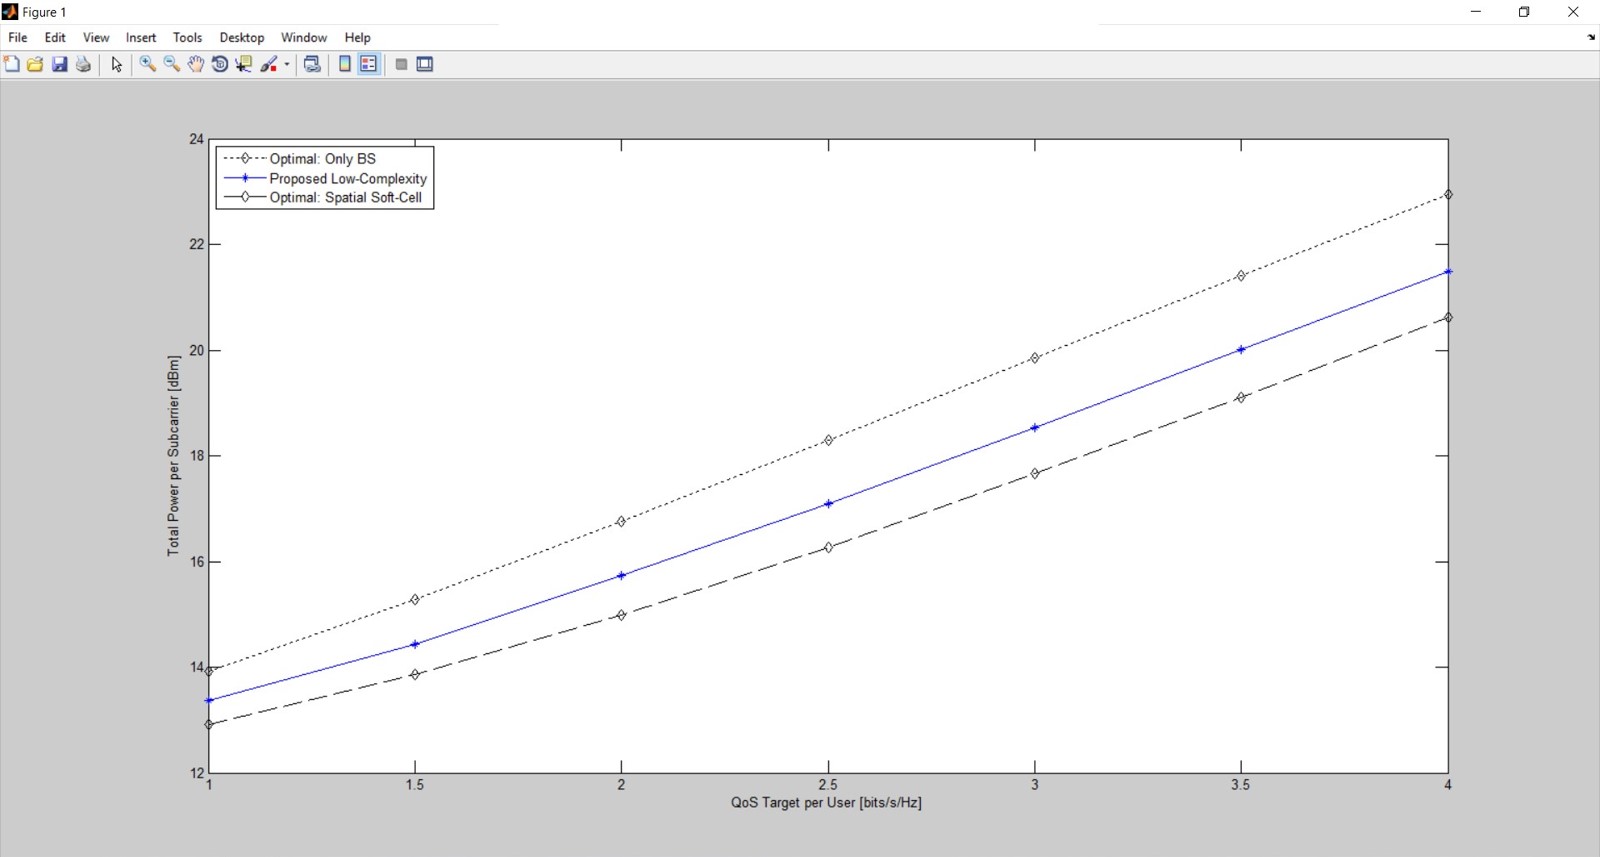 Figure 1
File Edit View Insert Tools Desktop Window Help
24
22
20
18
16
14
12
Optimal: Only BS
Proposed Low-Complexity
Optimal: Spatial Soft-Cell
Total Power per Subcarrier [dBm]
1 1.5 2 2.5 3 3.5 4
QoS Target per User [bits/s/Hz]